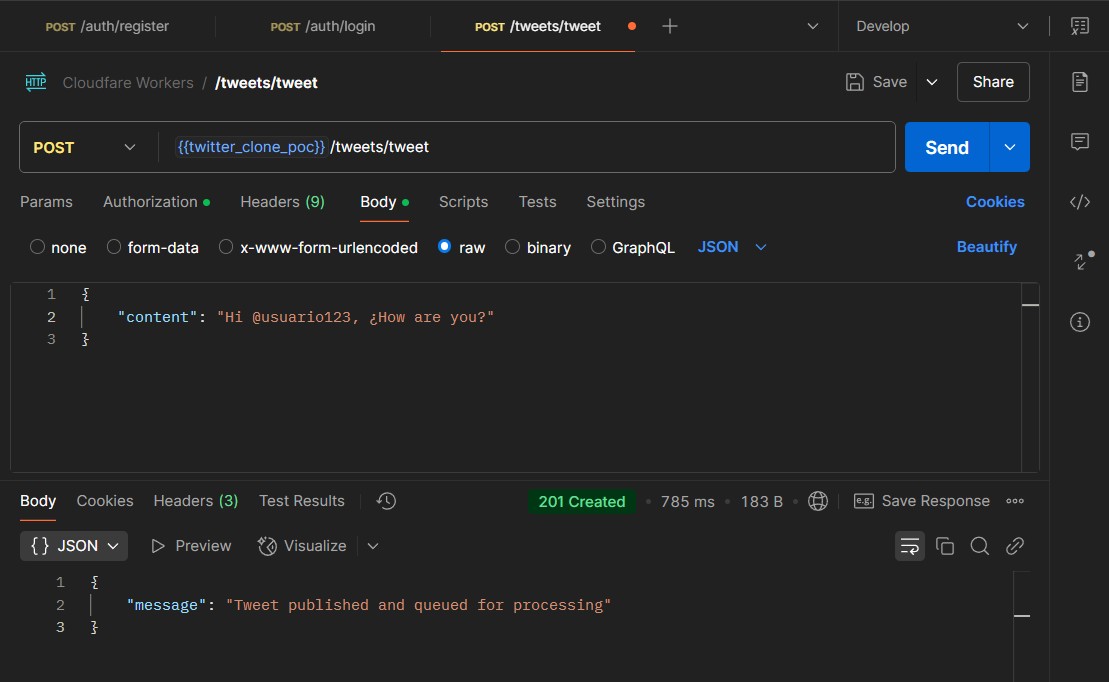 POST /auth/register POST /auth/login POST /tweets/tweet Develop
HTTP Cloudfare Workers / /tweets/tweet Save Share
POST {{twitter_clone_poc}} /tweets/tweet Send
Params Authorization Headers (9) Body Scripts Tests Settings Cookies
none form-data x-www-form-urlencoded raw binary GraphQL JSON Beautify
1 {
2 "content": "Hi @usuario123, ¿How are you?"
3 }
Body Cookies Headers (3) Test Results 201 Created • 785 ms • 183 B • e.g. Save Response
{} JSON Preview Visualize
1 {
2 "message": "Tweet published and queued for processing"
3 }